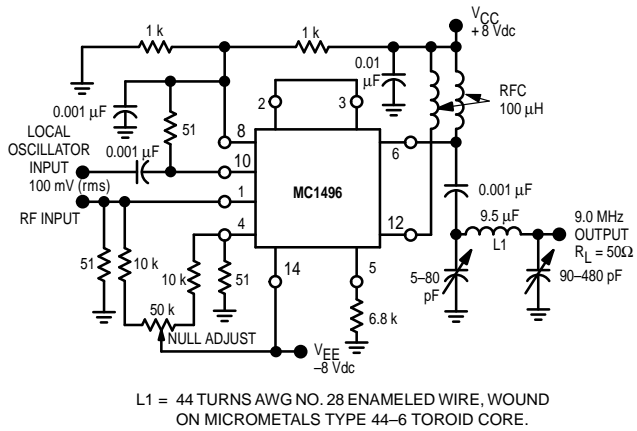 1 k
1 k
VCC
+8 Vdc
0.01
μF
RFC
100 μH
0.001 μF
51
2
3
LOCAL
OSCILLATOR
INPUT
100 mV (rms)
0.001 μF
8
10
6
MC1496
RF INPUT
1
4
12
0.001 μF
9.5 μF
L1
9.0 MHz
OUTPUT
RL = 50Ω
51
10 k
10 k
51
14
5
5–80
pF
90–480 pF
50 k
NULL ADJUST
6.8 k
VEE
–8 Vdc
L1 = 44 TURNS AWG NO. 28 ENAMELED WIRE, WOUND
ON MICROMETALS TYPE 44–6 TOROID CORE.